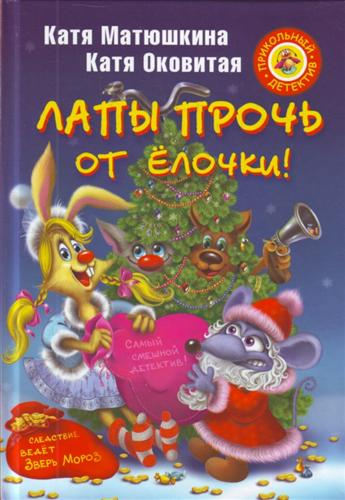 Катя Матюшкина
Катя Оковитая
ПРИКОЛЬНЫЙ
ДЕТЕКТИВ
ЛАПЫ ПРОЧЬ
ОТ ЁЛОЧКИ!
САМЫЙ
СМЕШНОЙ
ДЕТЕКТИВ!
СЛЕДСТВИЕ
ВЕДЁТ
ЗВЕРЬ МОРОЗ